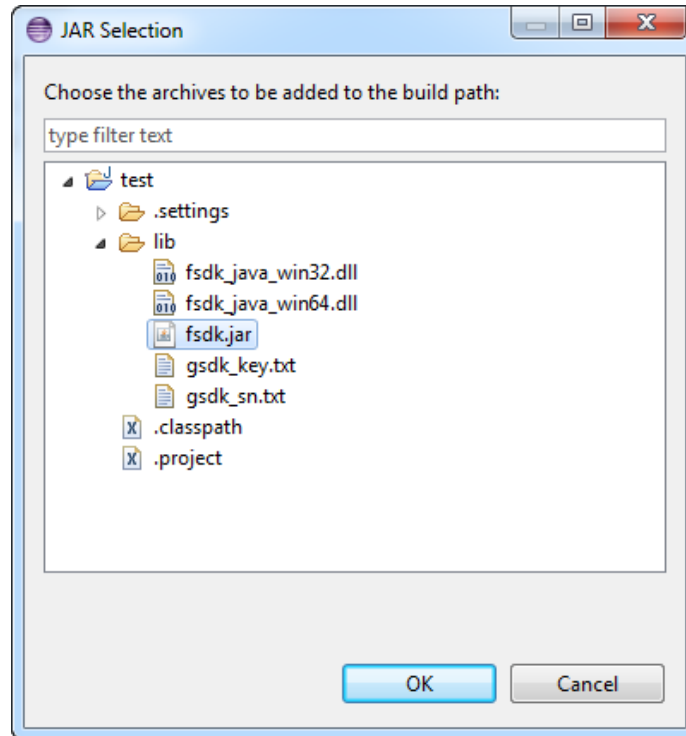 JAR Selection
Choose the archives to be added to the build path:
type filter text
test
.settings
lib
fsdk_java_win32.dll
fsdk_java_win64.dll
fsdk.jar
gsdk_key.txt
gsdk_sn.txt
.classpath
.project
OK Cancel